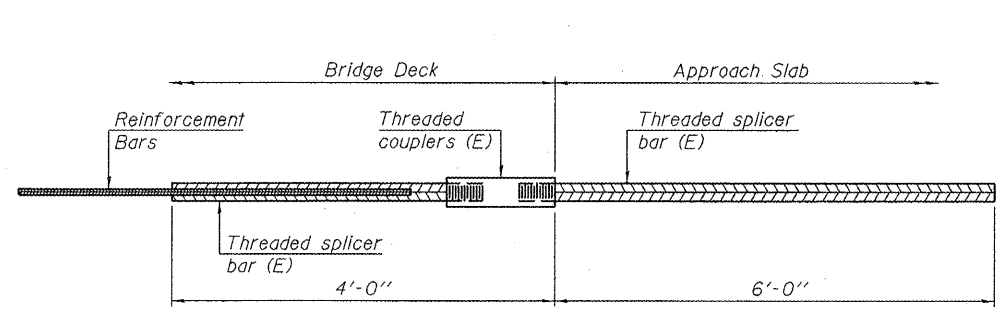 Bridge Deck
Approach Slab
Reinforcement
Bars
Threaded
couplers (E)
Threaded splicer
bar (E)
Threaded splicer
bar (E)
4'-0"
6'-0"